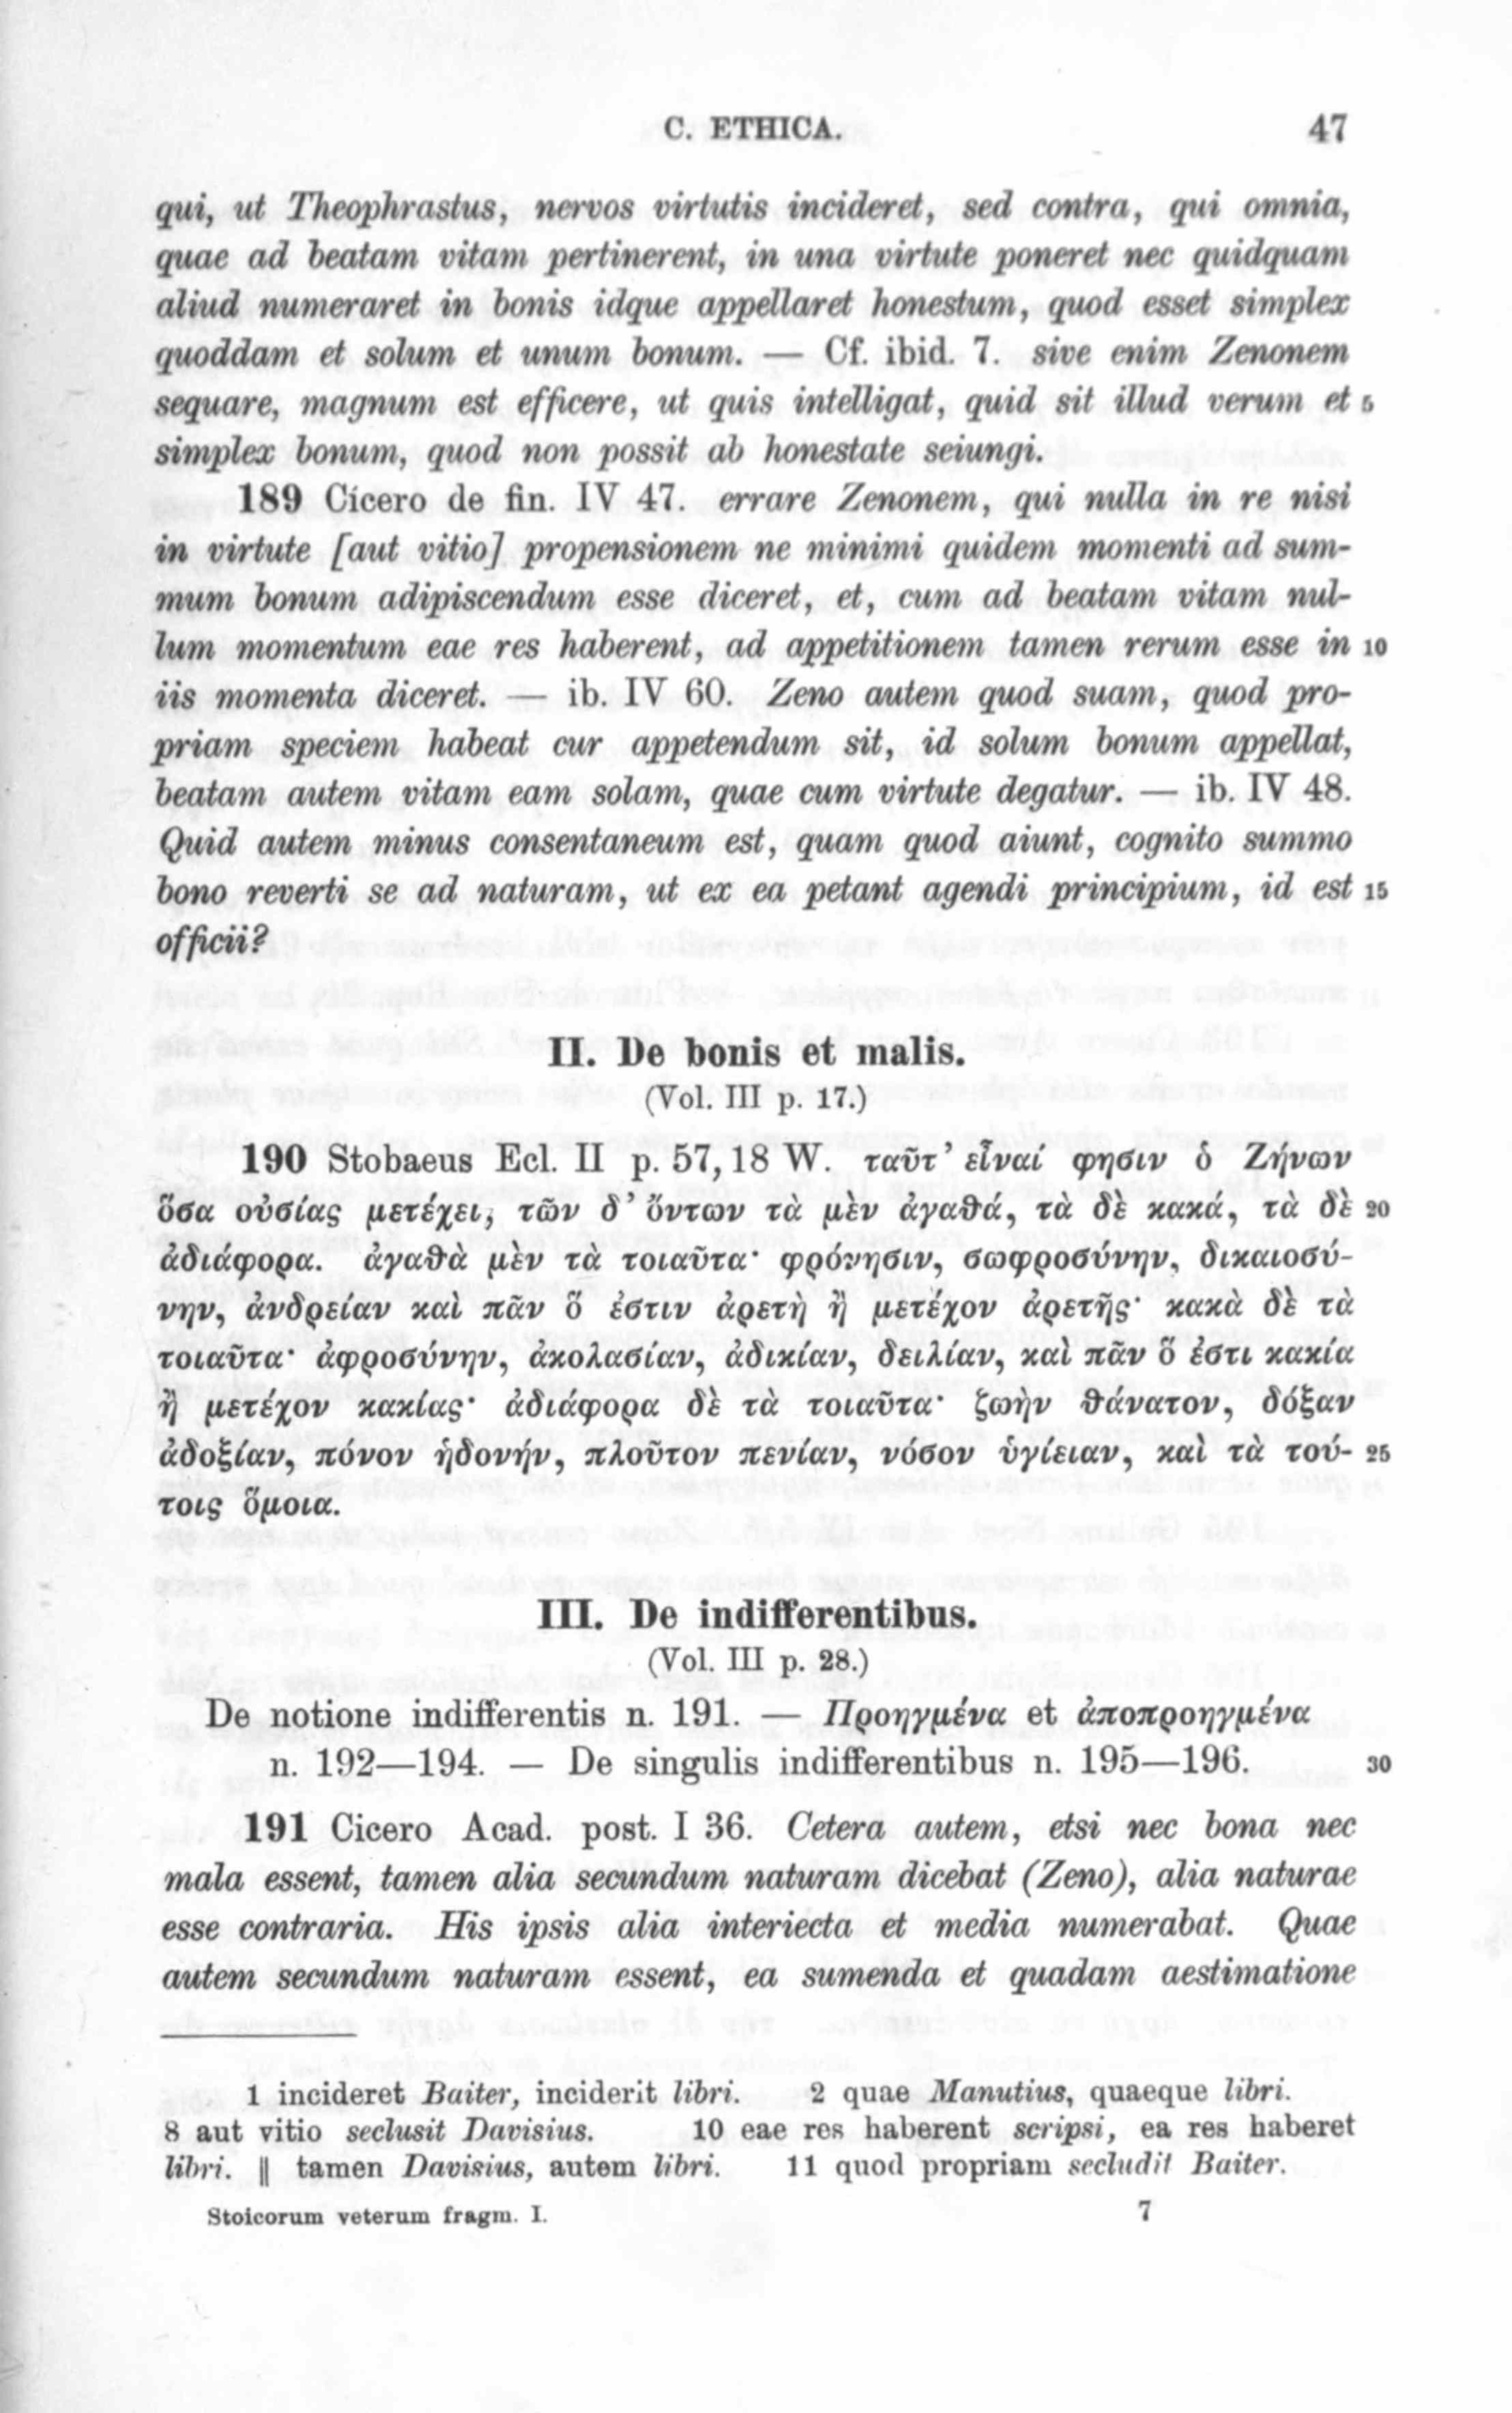 C. ETHICA. 47
qui, ut Theophrastus, nervos virtutis incideret, sed contra, qui omnia,
quae ad beatam vitam pertinerent, in una virtute poneret nec quidquam
aliud numeraret in bonis idque appellaret honestum, quod esset simplex
quoddam et solum et unum bonum. — Cf. ibid. 7. sive enim Zenonem
sequare, magnum est efficere, ut quis intelligat, quid sit illud verum et 5
simplex bonum, quod non possit ab honestate seiungi.
189 Cicero de fin. IV 47. errare Zenonem, qui nulla in re nisi
in virtute [aut vitio] propensionem ne minimi quidem momenti ad sum-
mum bonum adipiscendum esse diceret, et, cum ad beatam vitam nul-
lum momentum eae res haberent, ad appetitionem tamen rerum esse in 10
iis momenta diceret. — ib. IV 60. Zeno autem quod suam, quod pro-
priam speciem habeat cur appetendum sit, id solum bonum appellat,
beatam autem vitam eam solam, quae cum virtute degatur. — ib. IV 48.
Quid autem minus consentaneum est, quam quod aiunt, cognito summo
bono reverti se ad naturam, ut ex ea petant agendi principium, id est 15
officii?
II. De bonis et malis.
(Vol. III p. 17.)
190 Stobaeus Ecl. II p. 57,18 W. ταῦτ' εἶναί φησιν ὁ Ζήνων
ὅσα οὐσίας μετέχει, τῶν δ' ὄντων τὰ μὲν ἀγαθά, τὰ δὲ κακά, τὰ δὲ 20
ἀδιάφορα. ἀγαθὰ μὲν τὰ τοιαῦτα· φρόνησιν, σωφροσύνην, δικαιοσύ-
νην, ἀνδρείαν καὶ πᾶν ὅ ἐστιν ἀρετὴ ἢ μετέχον ἀρετῆς· κακὰ δὲ τὰ
τοιαῦτα· ἀφροσύνην, ἀκολασίαν, ἀδικίαν, δειλίαν, καὶ πᾶν ὅ ἐστι κακία
ἢ μετέχον κακίας· ἀδιάφορα δὲ τὰ τοιαῦτα· ζωὴν θάνατον, δόξαν
ἀδοξίαν, πόνον ἡδονήν, πλοῦτον πενίαν, νόσον ὑγίειαν, καὶ τὰ τού- 25
τοις ὅμοια.
III. De indifferentibus.
(Vol. III p. 28.)
De notione indifferentis n. 191. — Προηγμένα et ἀποπροηγμένα
n. 192—194. — De singulis indifferentibus n. 195—196. 30
191 Cicero Acad. post. I 36. Cetera autem, etsi nec bona nec
mala essent, tamen alia secundum naturam dicebat (Zeno), alia naturae
esse contraria. His ipsis alia interiecta et media numerabat. Quae
autem secundum naturam essent, ea sumenda et quadam aestimatione
1 incideret Baiter, inciderit libri. 2 quae Manutius, quaeque libri.
8 aut vitio seclusit Davisius. 10 eae res haberent scripsi, ea res haberet
libri. || tamen Davisius, autem libri. 11 quod propriam secludit Baiter.
Stoicorum veterum fragm. I. 7